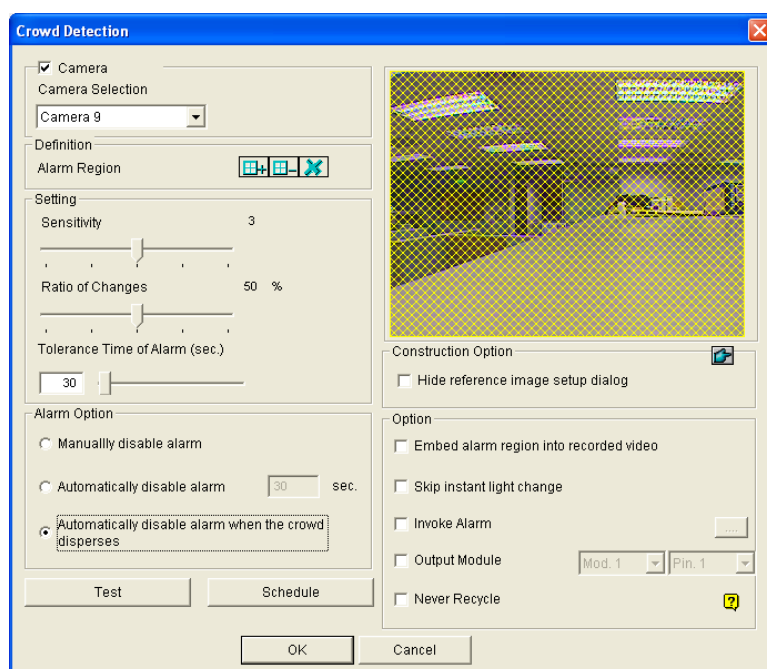 Crowd Detection
Camera
Camera Selection
Camera 9
Definition
Alarm Region
Setting
Sensitivity 3
Ratio of Changes 50 %
Tolerance Time of Alarm (sec.)
30
Alarm Option
Manuallly disable alarm
Automatically disable alarm 30 sec.
Automatically disable alarm when the crowd
disperses
Test Schedule
Construction Option
Hide reference image setup dialog
Option
Embed alarm region into recorded video
Skip instant light change
Invoke Alarm ....
Output Module Mod. 1 Pin. 1
Never Recycle ?
OK Cancel